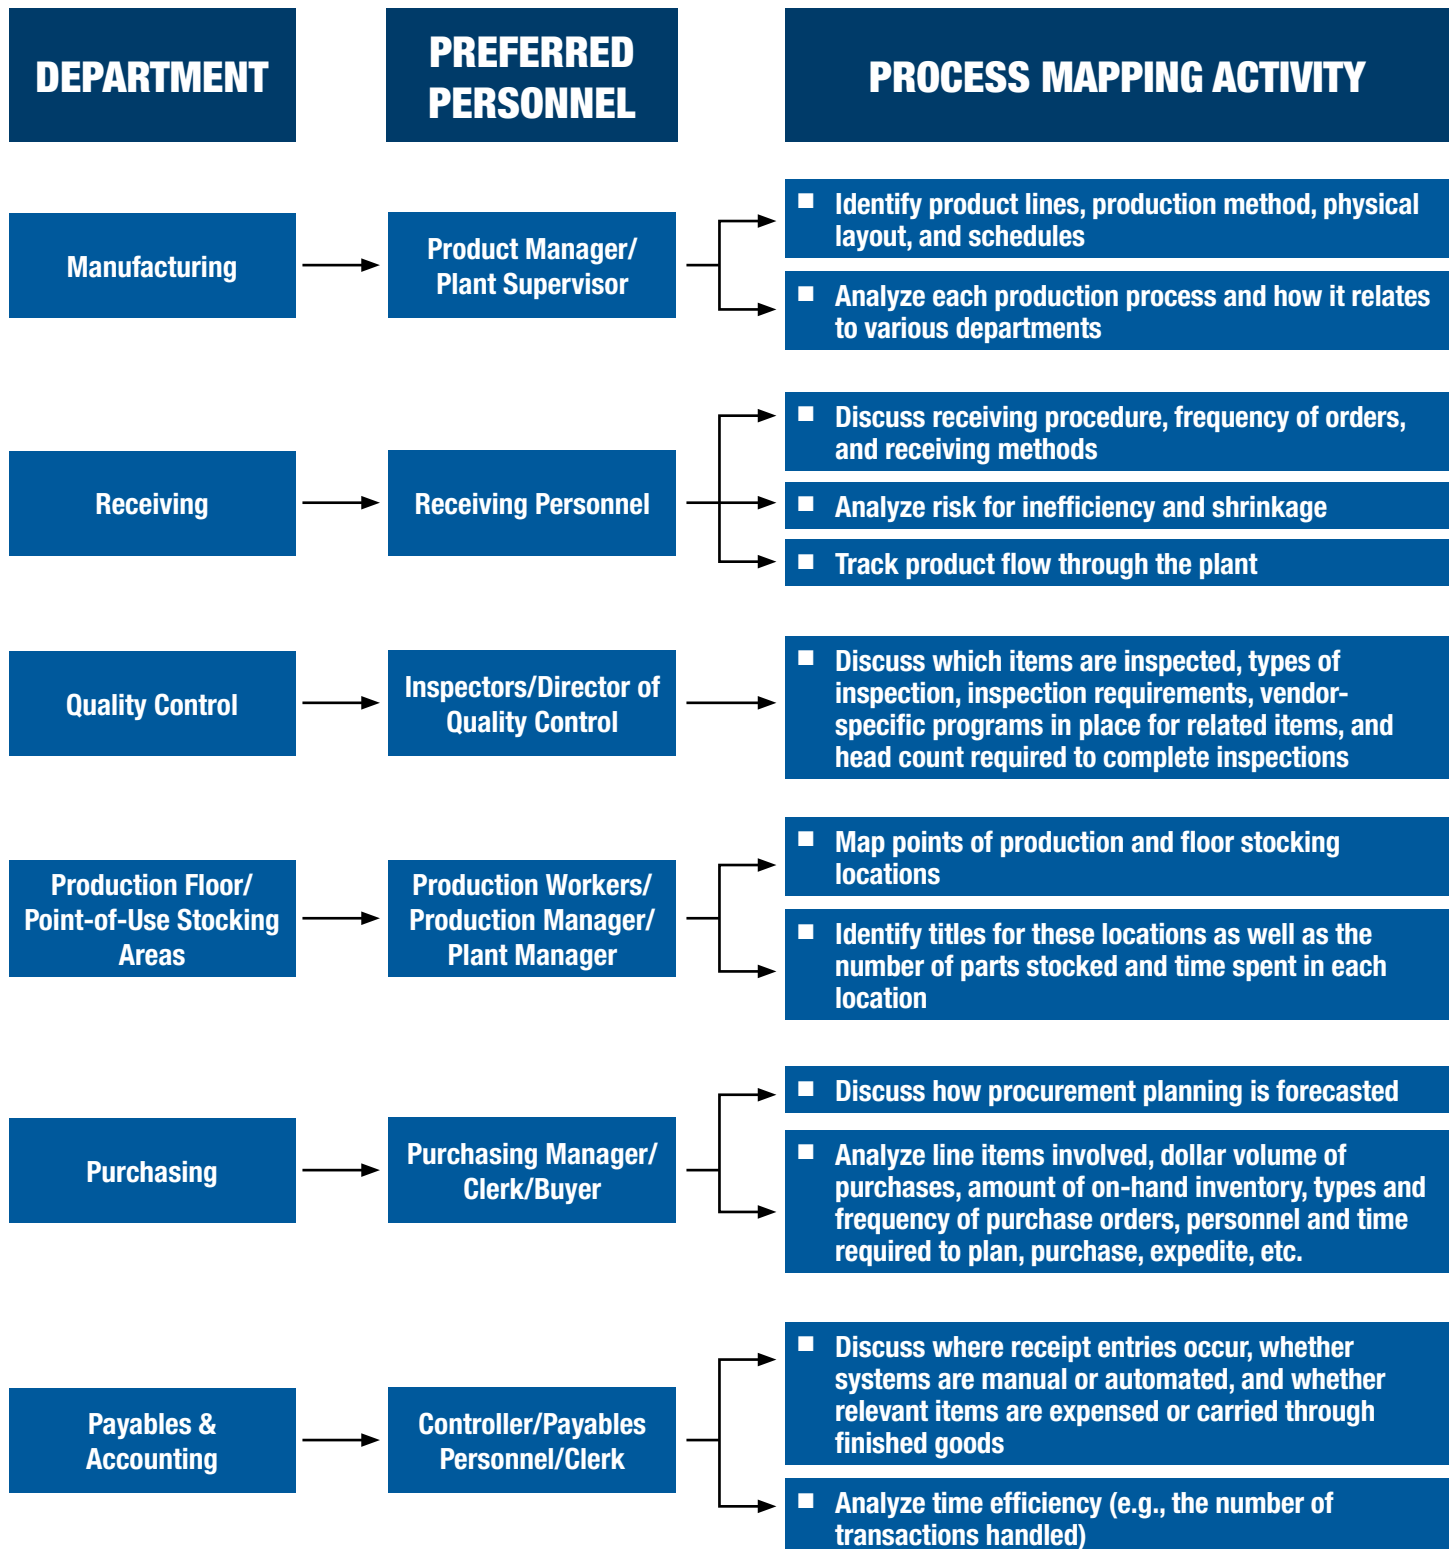 DEPARTMENT
PREFERRED
PERSONNEL
PROCESS MAPPING ACTIVITY
Manufacturing
Product Manager/
Plant Supervisor
■ Identify product lines, production method, physical
layout, and schedules
■ Analyze each production process and how it relates
to various departments
Receiving
Receiving Personnel
■ Discuss receiving procedure, frequency of orders,
and receiving methods
■ Analyze risk for inefficiency and shrinkage
■ Track product flow through the plant
Quality Control
Inspectors/Director of
Quality Control
■ Discuss which items are inspected, types of
inspection, inspection requirements, vendor-
specific programs in place for related items, and
head count required to complete inspections
Production Floor/
Point-of-Use Stocking
Areas
Production Workers/
Production Manager/
Plant Manager
■ Map points of production and floor stocking
locations
■ Identify titles for these locations as well as the
number of parts stocked and time spent in each
location
Purchasing
Purchasing Manager/
Clerk/Buyer
■ Discuss how procurement planning is forecasted
■ Analyze line items involved, dollar volume of
purchases, amount of on-hand inventory, types and
frequency of purchase orders, personnel and time
required to plan, purchase, expedite, etc.
Payables &
Accounting
Controller/Payables
Personnel/Clerk
■ Discuss where receipt entries occur, whether
systems are manual or automated, and whether
relevant items are expensed or carried through
finished goods
■ Analyze time efficiency (e.g., the number of
transactions handled)